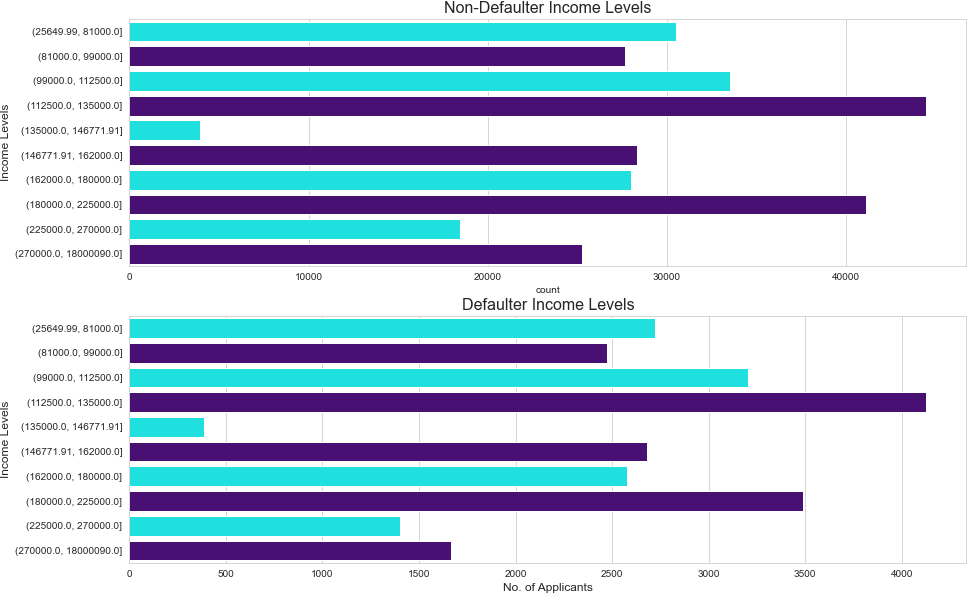 Non-Defaulter Income Levels
Income Levels
(25649.99, 81000.0]
(81000.0, 99000.0]
(99000.0, 112500.0]
(112500.0, 135000.0]
(135000.0, 146771.91]
(146771.91, 162000.0]
(162000.0, 180000.0]
(180000.0, 225000.0]
(225000.0, 270000.0]
(270000.0, 18000090.0]
0 10000 20000 30000 40000
count
Defaulter Income Levels
Income Levels
(25649.99, 81000.0]
(81000.0, 99000.0]
(99000.0, 112500.0]
(112500.0, 135000.0]
(135000.0, 146771.91]
(146771.91, 162000.0]
(162000.0, 180000.0]
(180000.0, 225000.0]
(225000.0, 270000.0]
(270000.0, 18000090.0]
0 500 1000 1500 2000 2500 3000 3500 4000
No. of Applicants